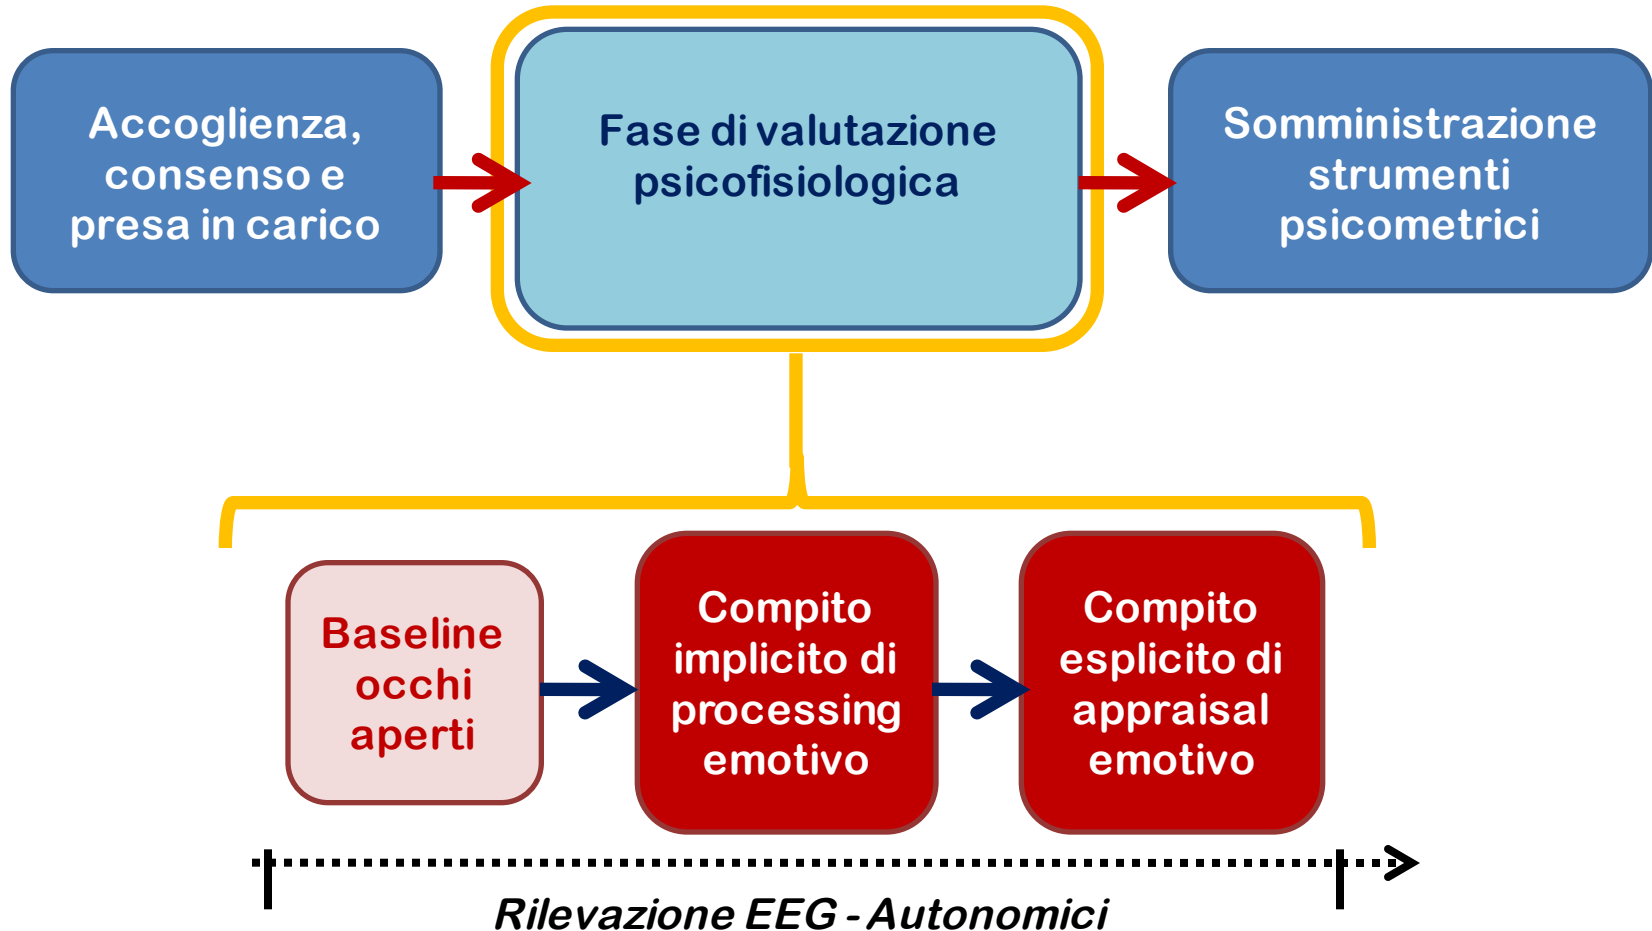 Accoglienza,
consenso e
presa in carico
Fase di valutazione
psicofisiologica
Somministrazione
strumenti
psicometrici
Baseline
occhi
aperti
Compito
implicito di
processing
emotivo
Compito
esplicito di
appraisal
emotivo
Rilevazione EEG - Autonomici